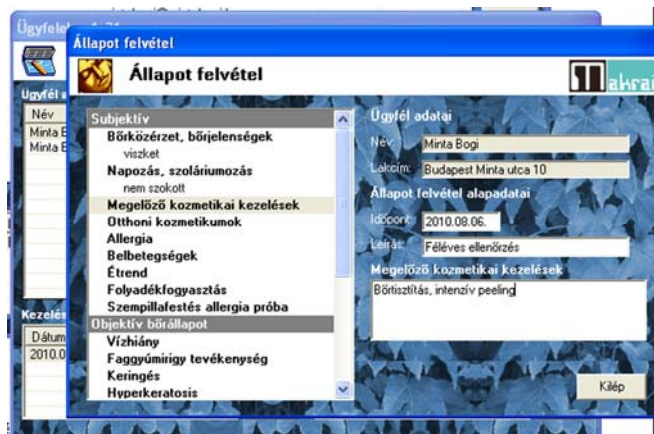 Állapot felvétel
Állapot felvétel
akrai
Név
Minta B
Minta B
Kezelés
Dátum
2010.0
Subjektív
Bőrközérzet, bőrjelenségek
viszket
Napozás, szoláriumozás
nem szokott
Megelőző kozmetikai kezelések
Otthoni kozmetikumok
Allergia
Belbetegségek
Étrend
Folyadékfogyasztás
Szempillafestés allergia próba
Objektív bőrállapot
Vízhiány
Faggyúmirigy tevékenység
Keringés
Hyperkeratosis
Ügyfél adatai
Név: Minta Bogi
Lakcím: Budapest Minta utca 10
Állapot felvétel alapadatai
Időpont: 2010.08.06.
Leírás: Féléves ellenőrzés
Megelőző kozmetikai kezelések
Bőrtisztítás, intenzív peeling
Kilép